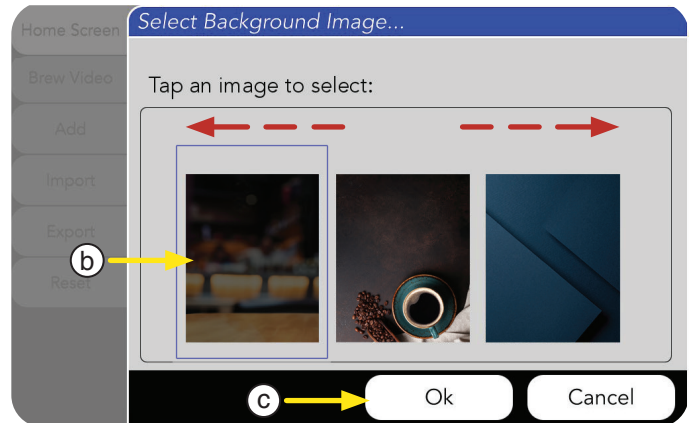 Select Background Image...
Home Screen
Brew Video
Add
Import
Export
Reset
Tap an image to select:
b
c
Ok
Cancel